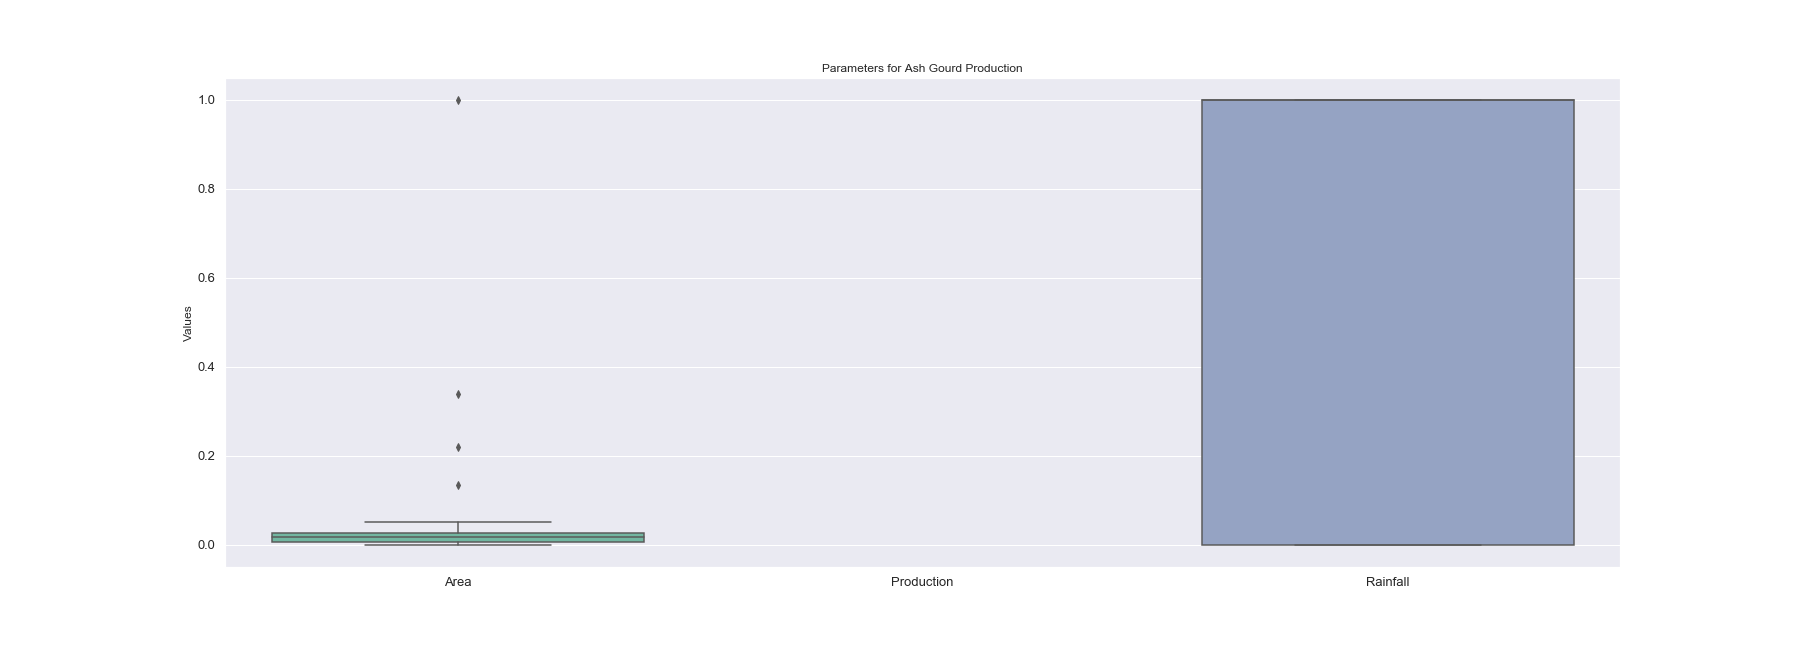 Parameters for Ash Gourd Production
1.0
0.8
0.6
0.4
0.2
0.0
Values
Area
Production
Rainfall